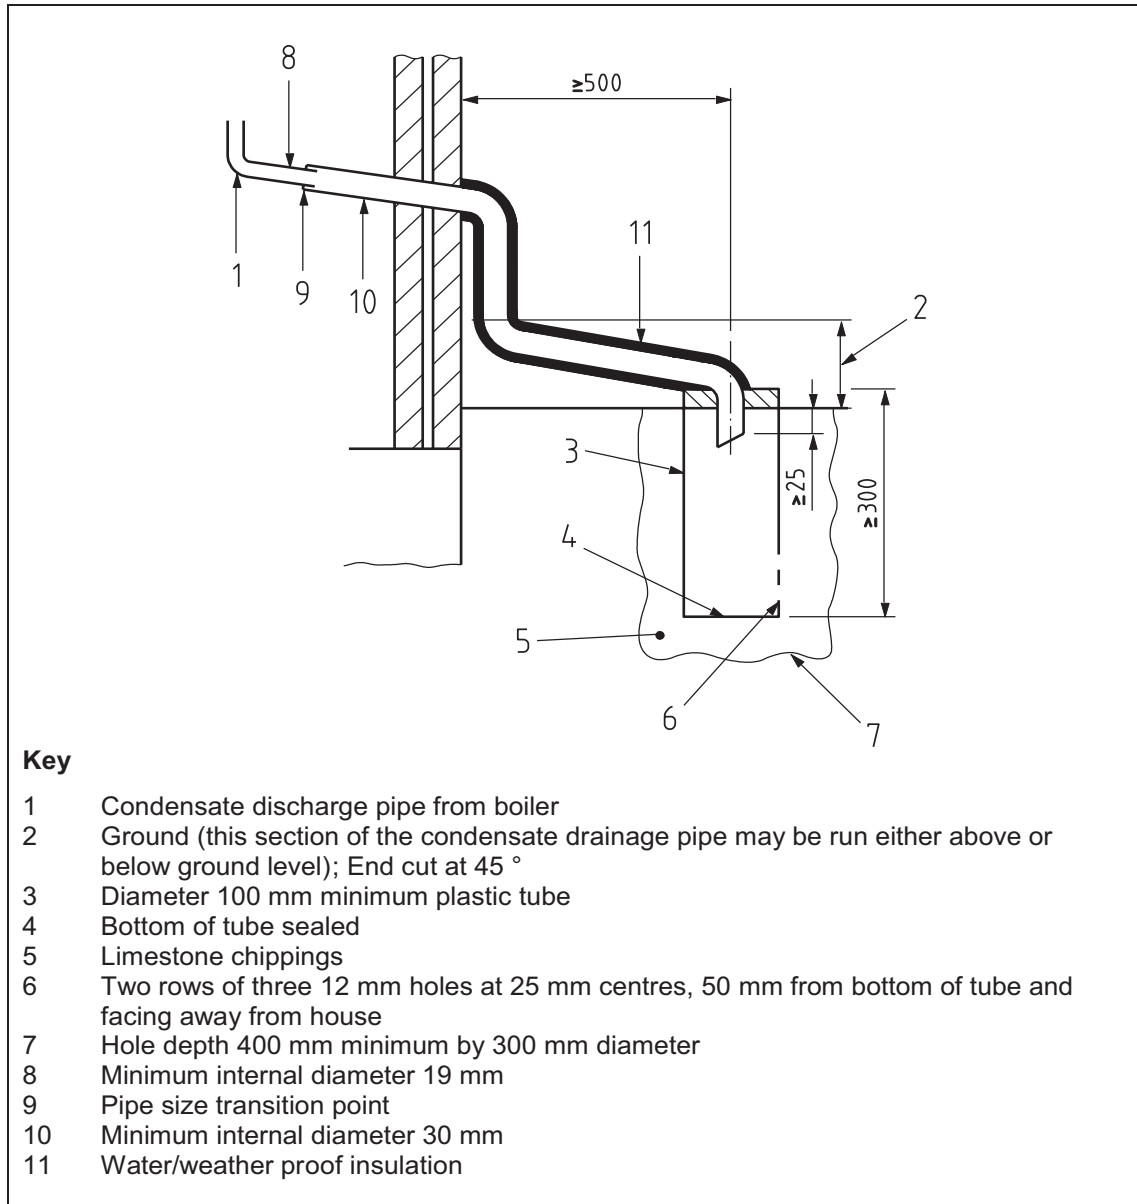 8
≥500
11
2
1
9
10
3
≥25
≥300
4
5
6
7
Key
1 Condensate discharge pipe from boiler
2 Ground (this section of the condensate drainage pipe may be run either above or
below ground level); End cut at 45 °
3 Diameter 100 mm minimum plastic tube
4 Bottom of tube sealed
5 Limestone chippings
6 Two rows of three 12 mm holes at 25 mm centres, 50 mm from bottom of tube and
facing away from house
7 Hole depth 400 mm minimum by 300 mm diameter
8 Minimum internal diameter 19 mm
9 Pipe size transition point
10 Minimum internal diameter 30 mm
11 Water/weather proof insulation